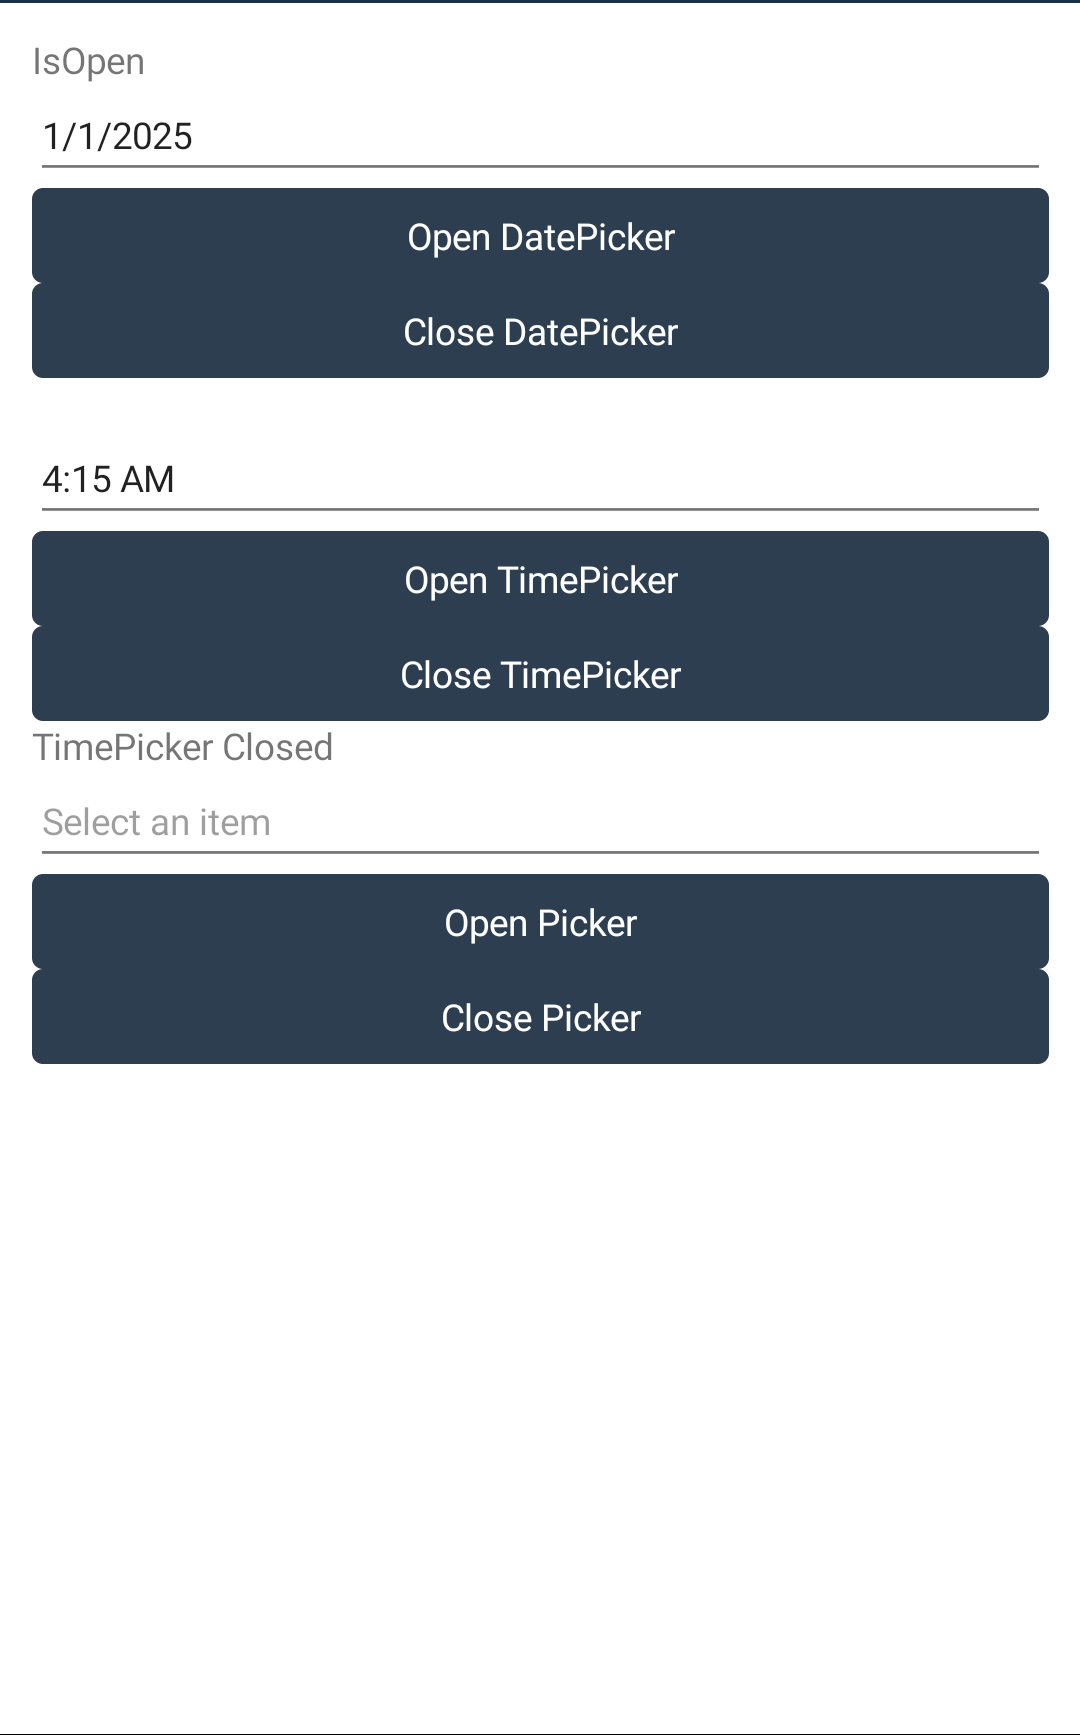 IsOpen
1/1/2025
Open DatePicker
Close DatePicker
4:15 AM
Open TimePicker
Close TimePicker
TimePicker Closed
Select an item
Open Picker
Close Picker